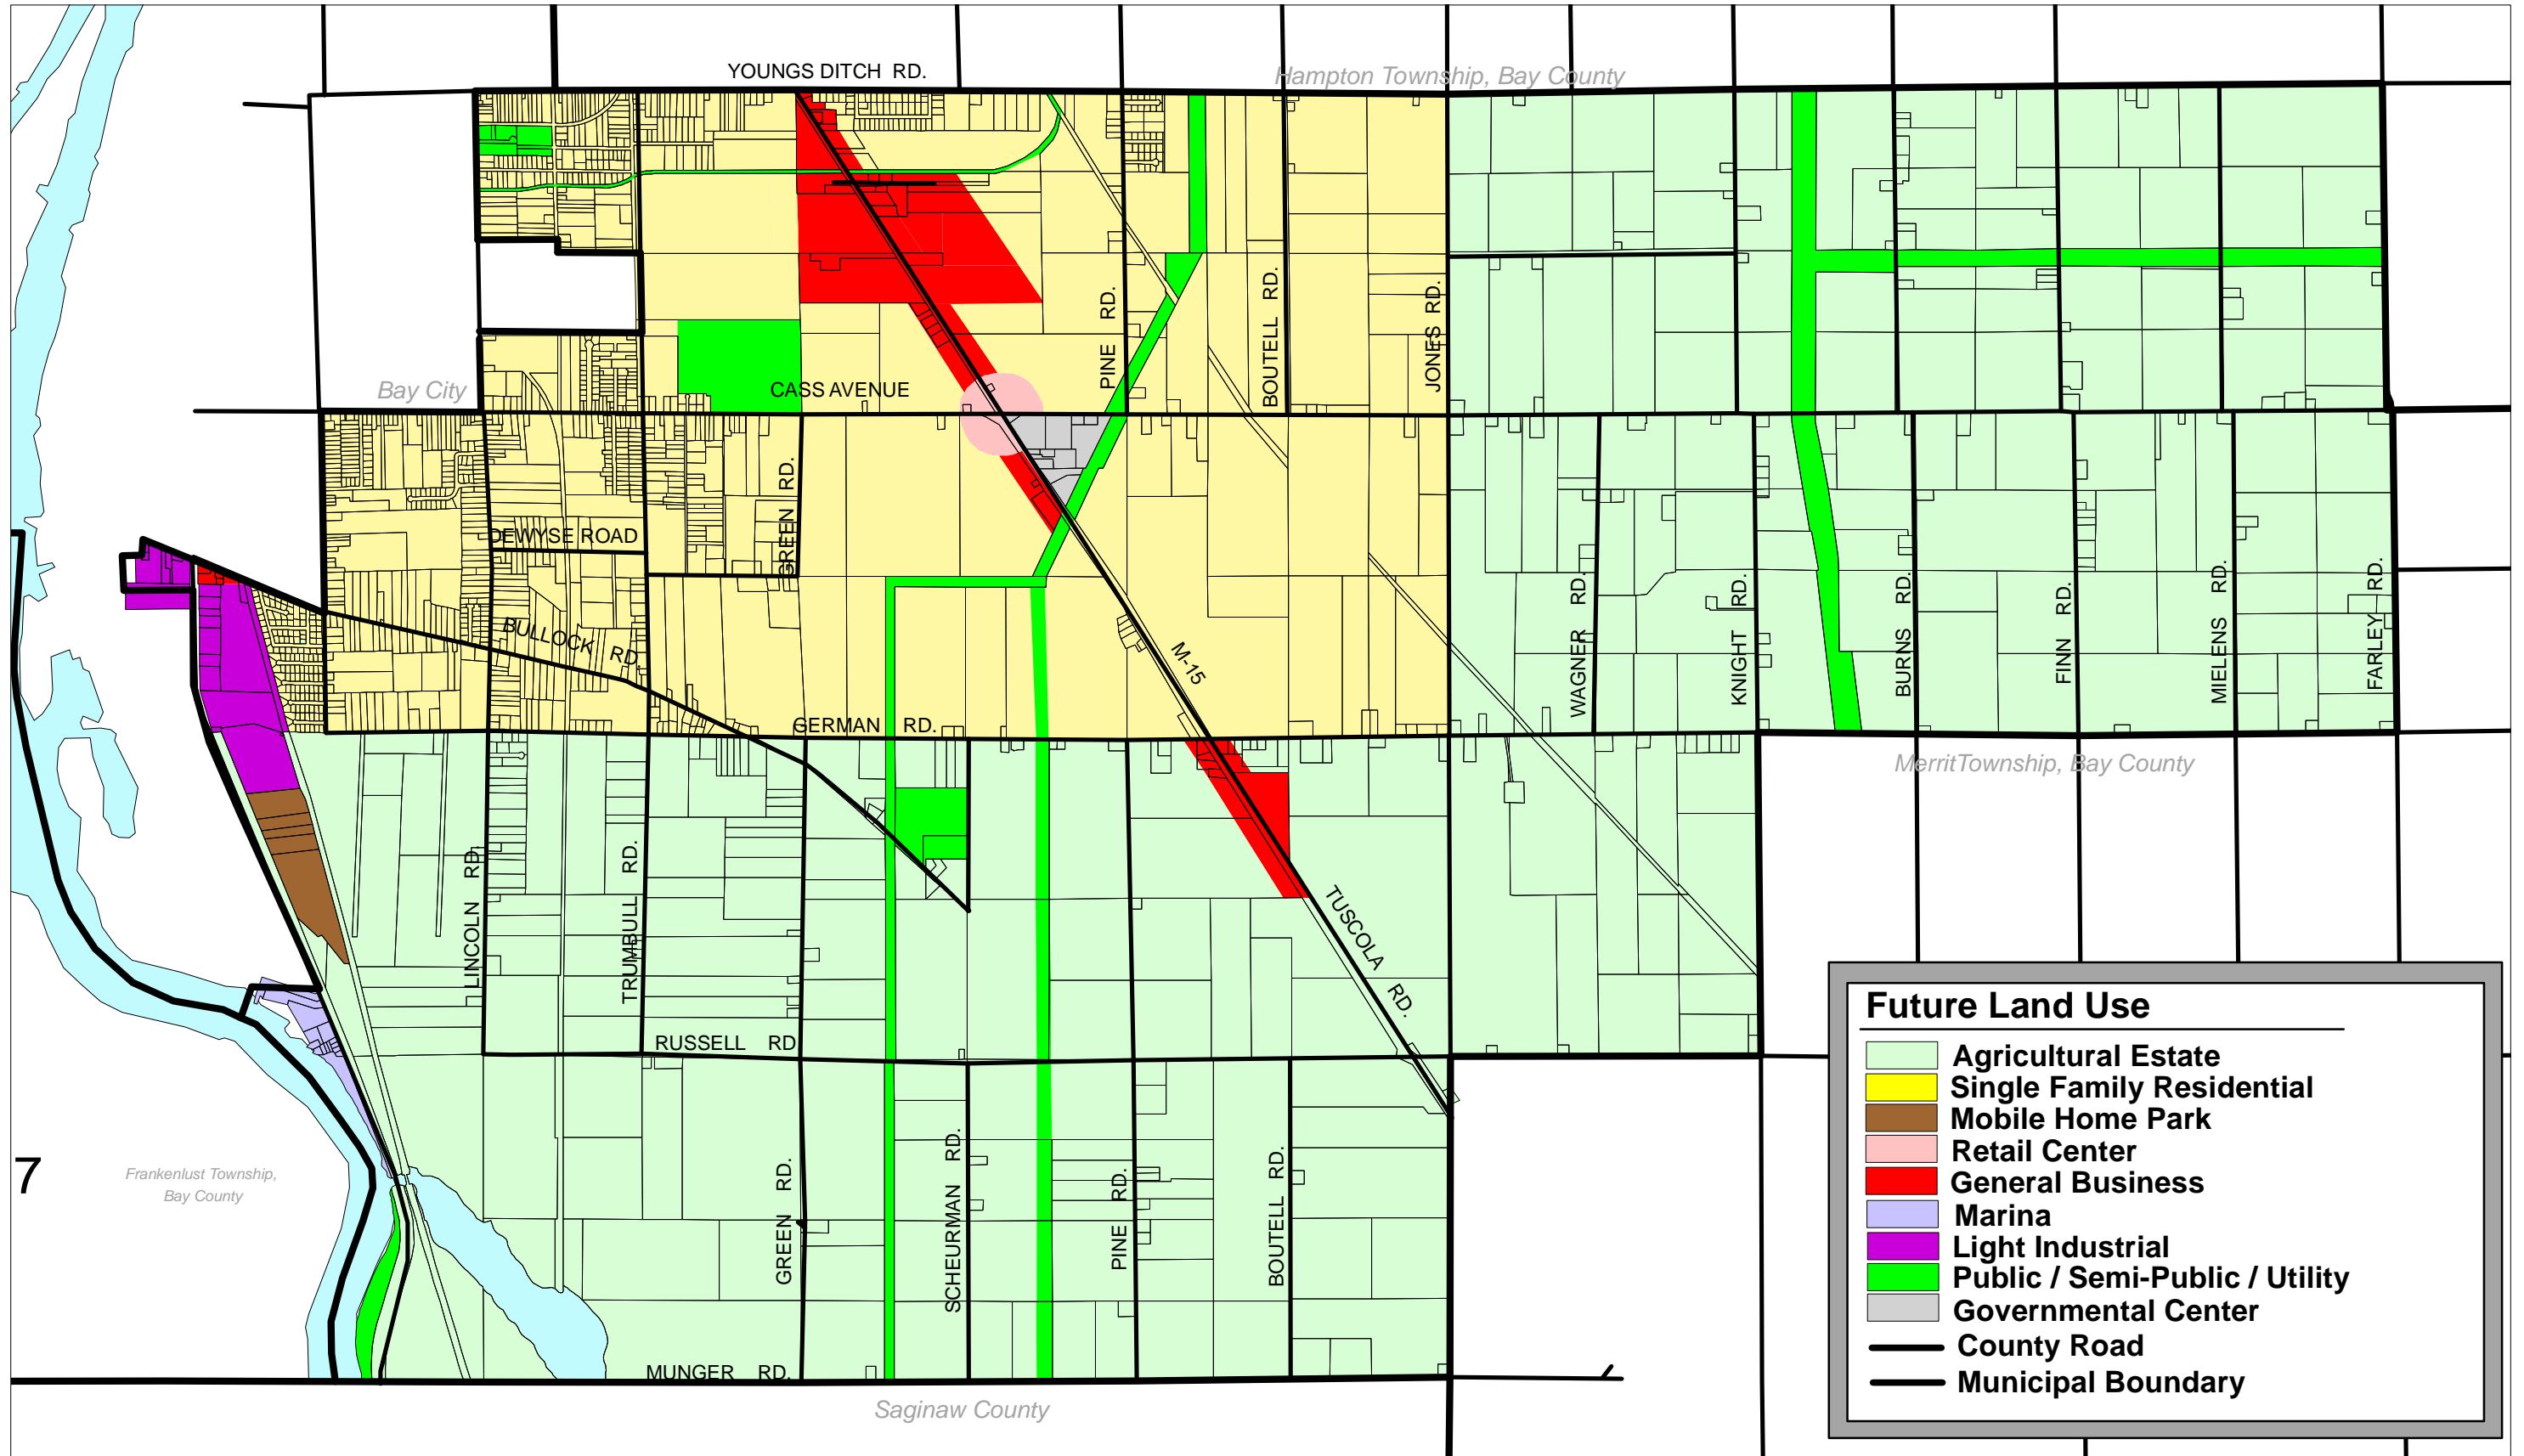 YOUNGS DITCH RD.
Hampton Township, Bay County
PINE RD.
BOUTELL RD.
JONES RD.
Bay City
CASS AVENUE
GREEN RD.
DEWYSE ROAD
BULLOCK RD.
M-15
WAGNER RD.
KNIGHT RD.
BURNS RD.
FINN RD.
MIELENS RD.
FARLEY RD.
GERMAN RD.
MerritTownship, Bay County
LINCOLN RD.
TRUMBULL RD.
TUSCOLA RD.
RUSSELL RD
7
Frankenlust Township,
Bay County
GREEN RD.
SCHEURMAN RD.
PINE RD.
BOUTELL RD.
MUNGER RD.
Saginaw County
Future Land Use
Agricultural Estate
Single Family Residential
Mobile Home Park
Retail Center
General Business
Marina
Light Industrial
Public / Semi-Public / Utility
Governmental Center
County Road
Municipal Boundary